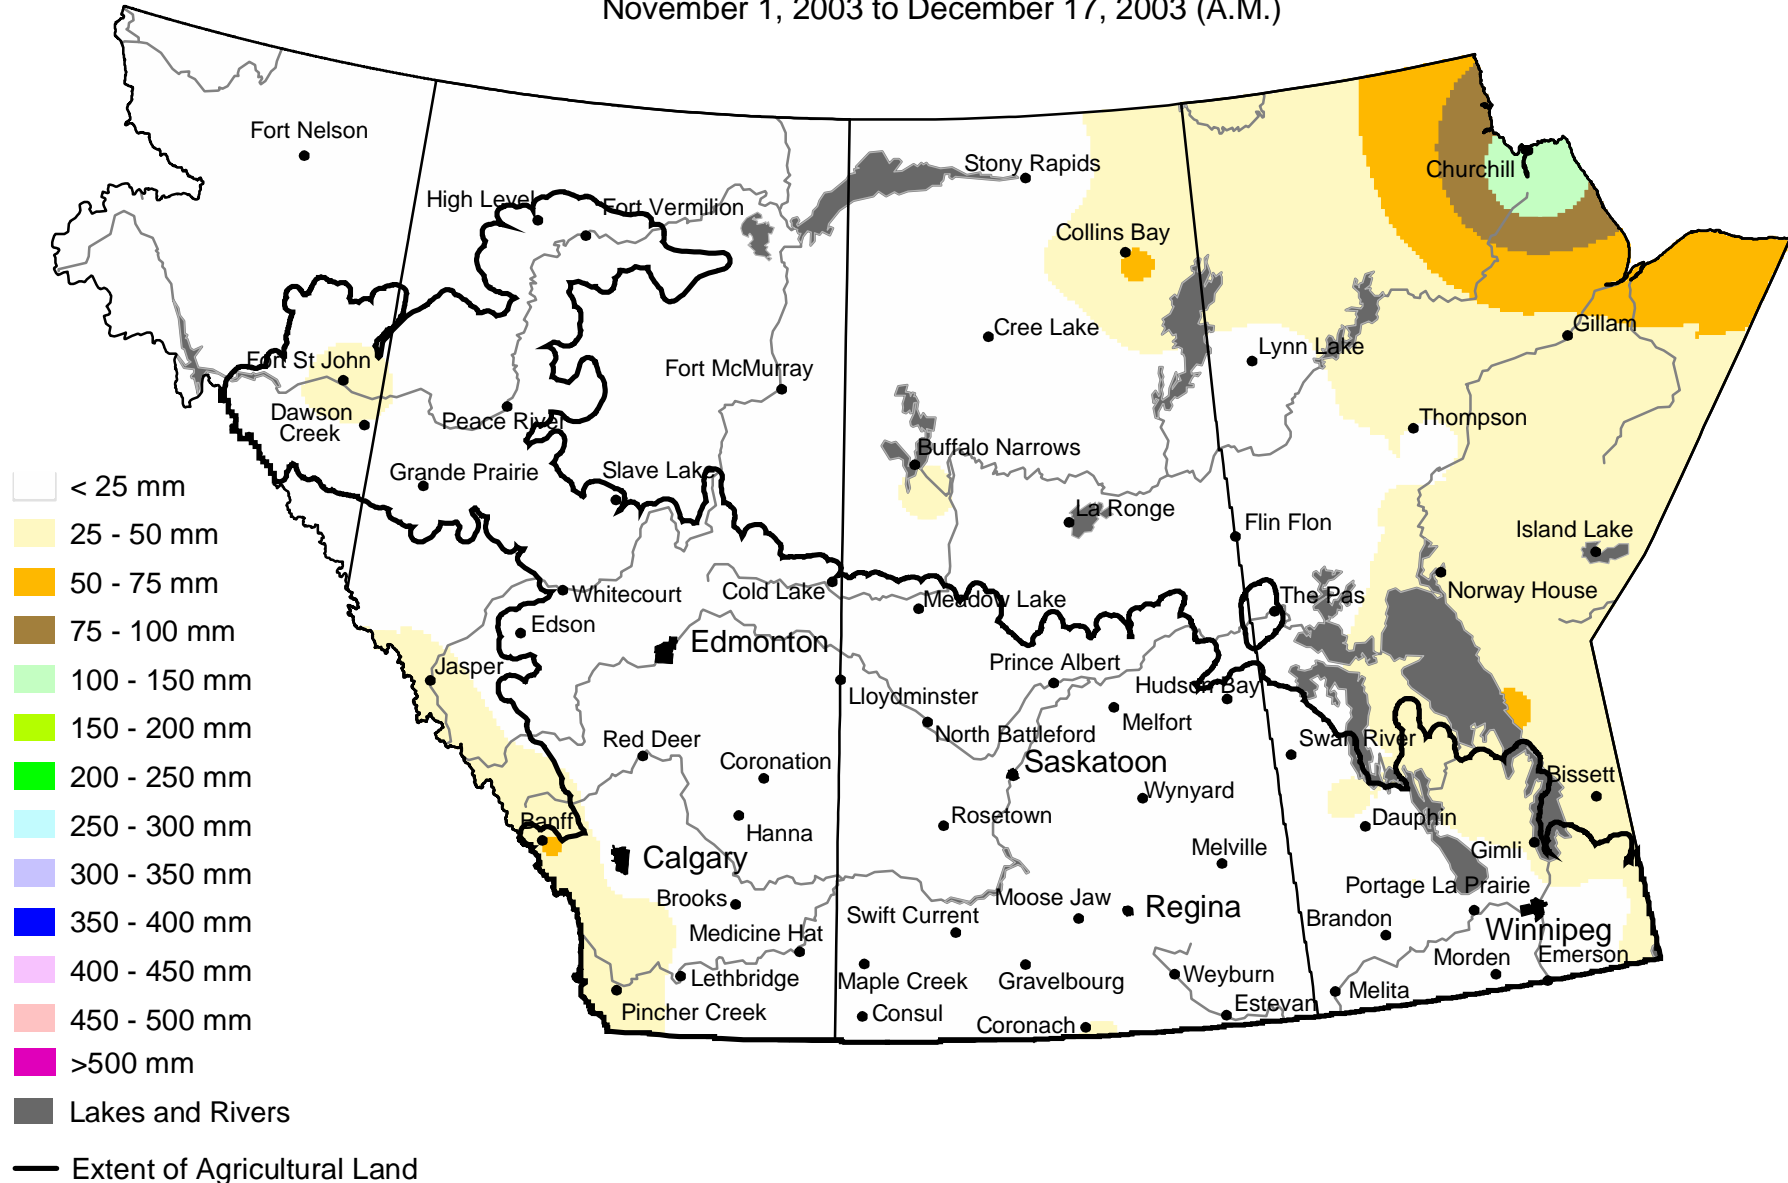 November 1, 2003 to December 17, 2003 (A.M.)
Fort Nelson
Stony Rapids
Churchill
High Level
Fort Vermilion
Collins Bay
Cree Lake
Gillam
Lynn Lake
Fort St John
Fort McMurray
Dawson
Creek
Peace River
Thompson
Buffalo Narrows
Grande Prairie
Slave Lake
La Ronge
Flin Flon
Island Lake
Whitecourt
Cold Lake
Meadow Lake
The Pas
Norway House
Edson
Edmonton
Jasper
Prince Albert
Lloydminster
Hudson Bay
Melfort
North Battleford
Red Deer
Swan River
Coronation
Saskatoon
Bissett
Wynyard
Banff
Hanna
Rosetown
Dauphin
Calgary
Melville
Gimli
Brooks
Moose Jaw
Regina
Portage La Prairie
Swift Current
Brandon
Winnipeg
Medicine Hat
Lethbridge
Maple Creek
Gravelbourg
Weyburn
Morden
Emerson
Pincher Creek
Consul
Coronach
Estevan
Melita
< 25 mm
25 - 50 mm
50 - 75 mm
75 - 100 mm
100 - 150 mm
150 - 200 mm
200 - 250 mm
250 - 300 mm
300 - 350 mm
350 - 400 mm
400 - 450 mm
450 - 500 mm
>500 mm
Lakes and Rivers
Extent of Agricultural Land